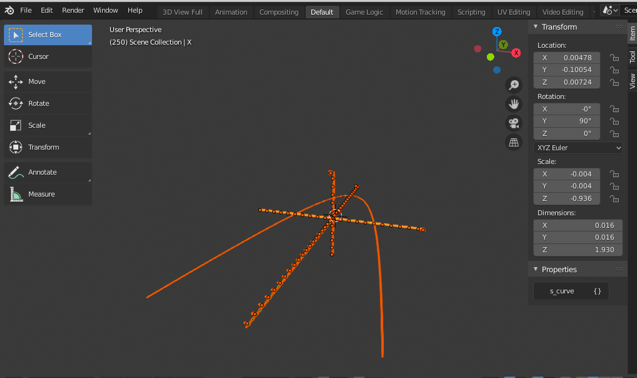 File Edit Render Window Help 3D View Full Animation Compositing Default Game Logic Motion Tracking Scripting UV Editing Video Editing
User Perspective
(250) Scene Collection | X
Select Box
Cursor
Move
Rotate
Scale
Transform
Annotate
Measure
Z
Y
X
Transform
Location:
X 0.00478
Y -0.10054
Z 0.00724
Rotation:
X -0°
Y 90°
Z 0°
XYZ Euler
Scale:
X -0.004
Y -0.004
Z -0.936
Dimensions:
X 0.016
Y 0.016
Z 1.930
Properties
s_curve {}
Item
Tool
View